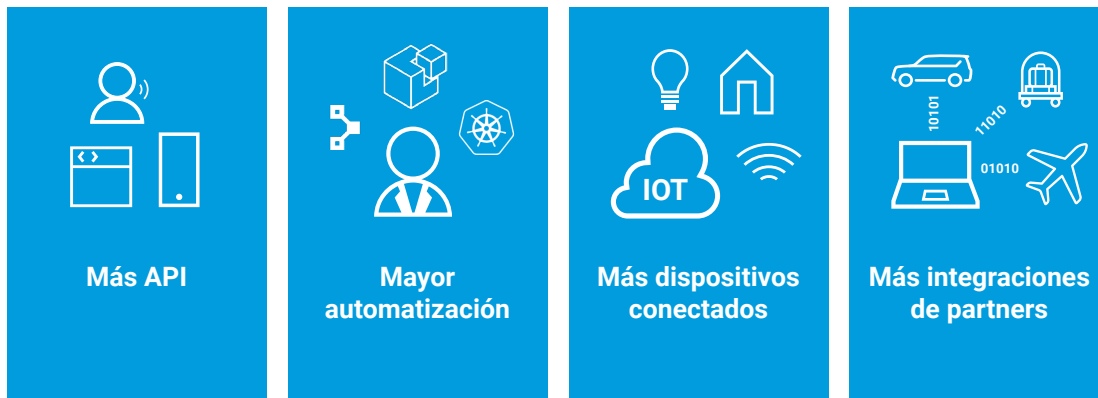 Más API
Mayor
automatización
IOT
Más dispositivos
conectados
10101
11010
01010
Más integraciones
de partners